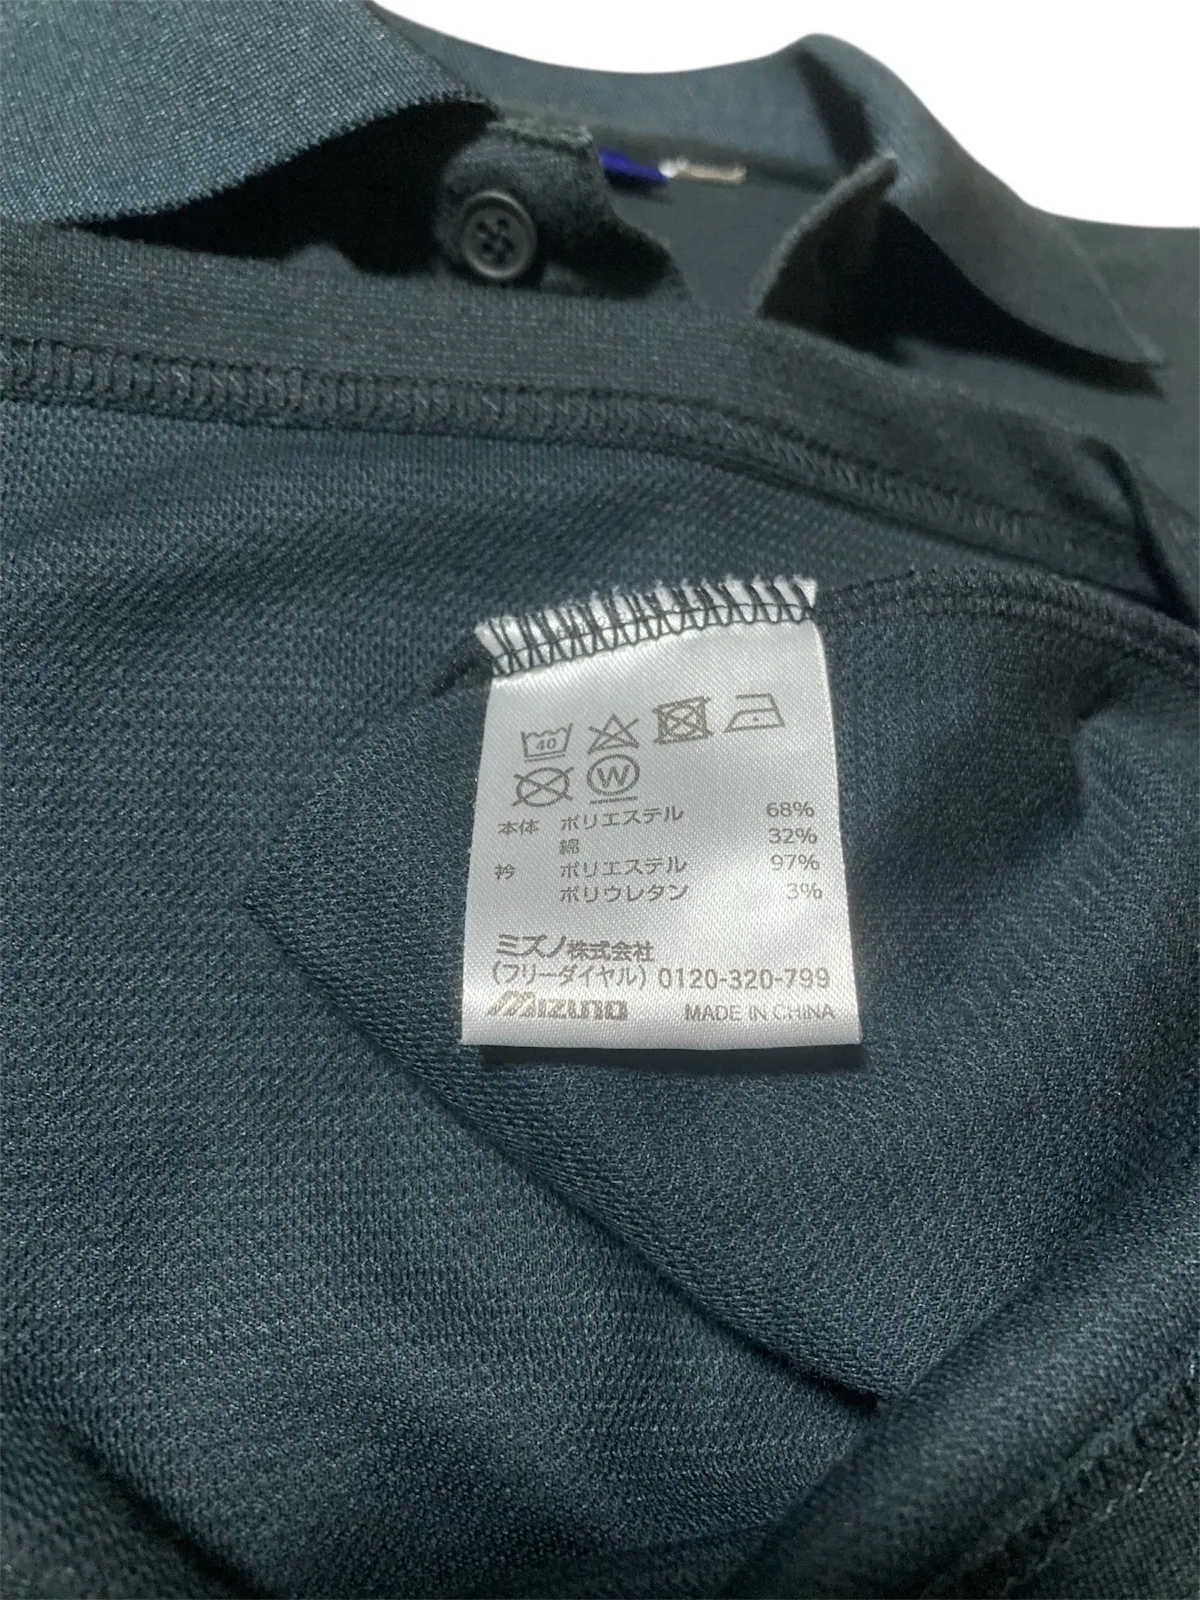 40
W
本体 ポリエステル 68%
綿 32%
衿 ポリエステル 97%
ポリウレタン 3%
ミズノ株式会社
(フリーダイヤル) 0120-320-799
Mizuno MADE IN CHINA